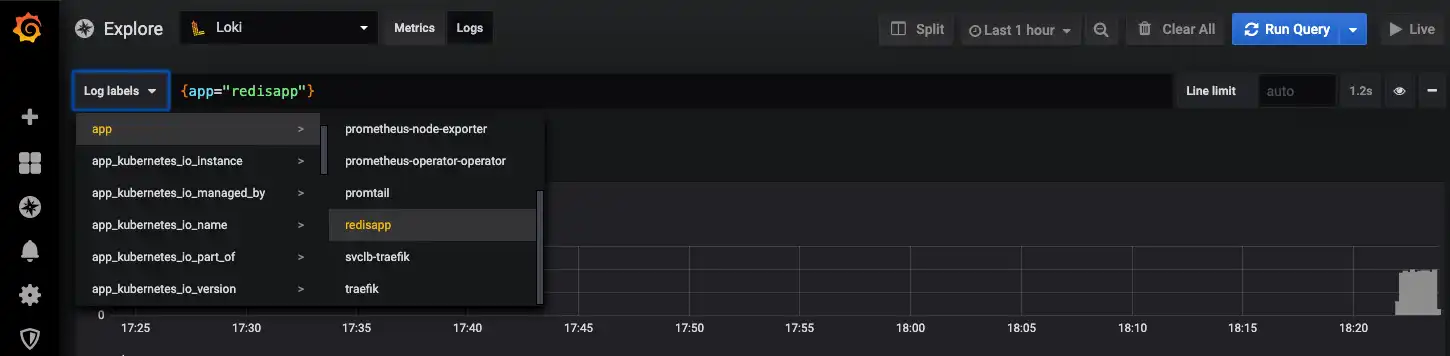 Explore Loki Metrics Logs Split Last 1 hour Clear All Run Query Live
Log labels {app="redisapp"} Line limit auto 1.2s
app > prometheus-node-exporter
app_kubernetes_io_instance > prometheus-operator-operator
app_kubernetes_io_managed_by > promtail
app_kubernetes_io_name > redisapp
app_kubernetes_io_part_of > svclb-traefik
app_kubernetes_io_version > traefik
0
17:25 17:30 17:35 17:40 17:45 17:50 17:55 18:00 18:05 18:10 18:15 18:20